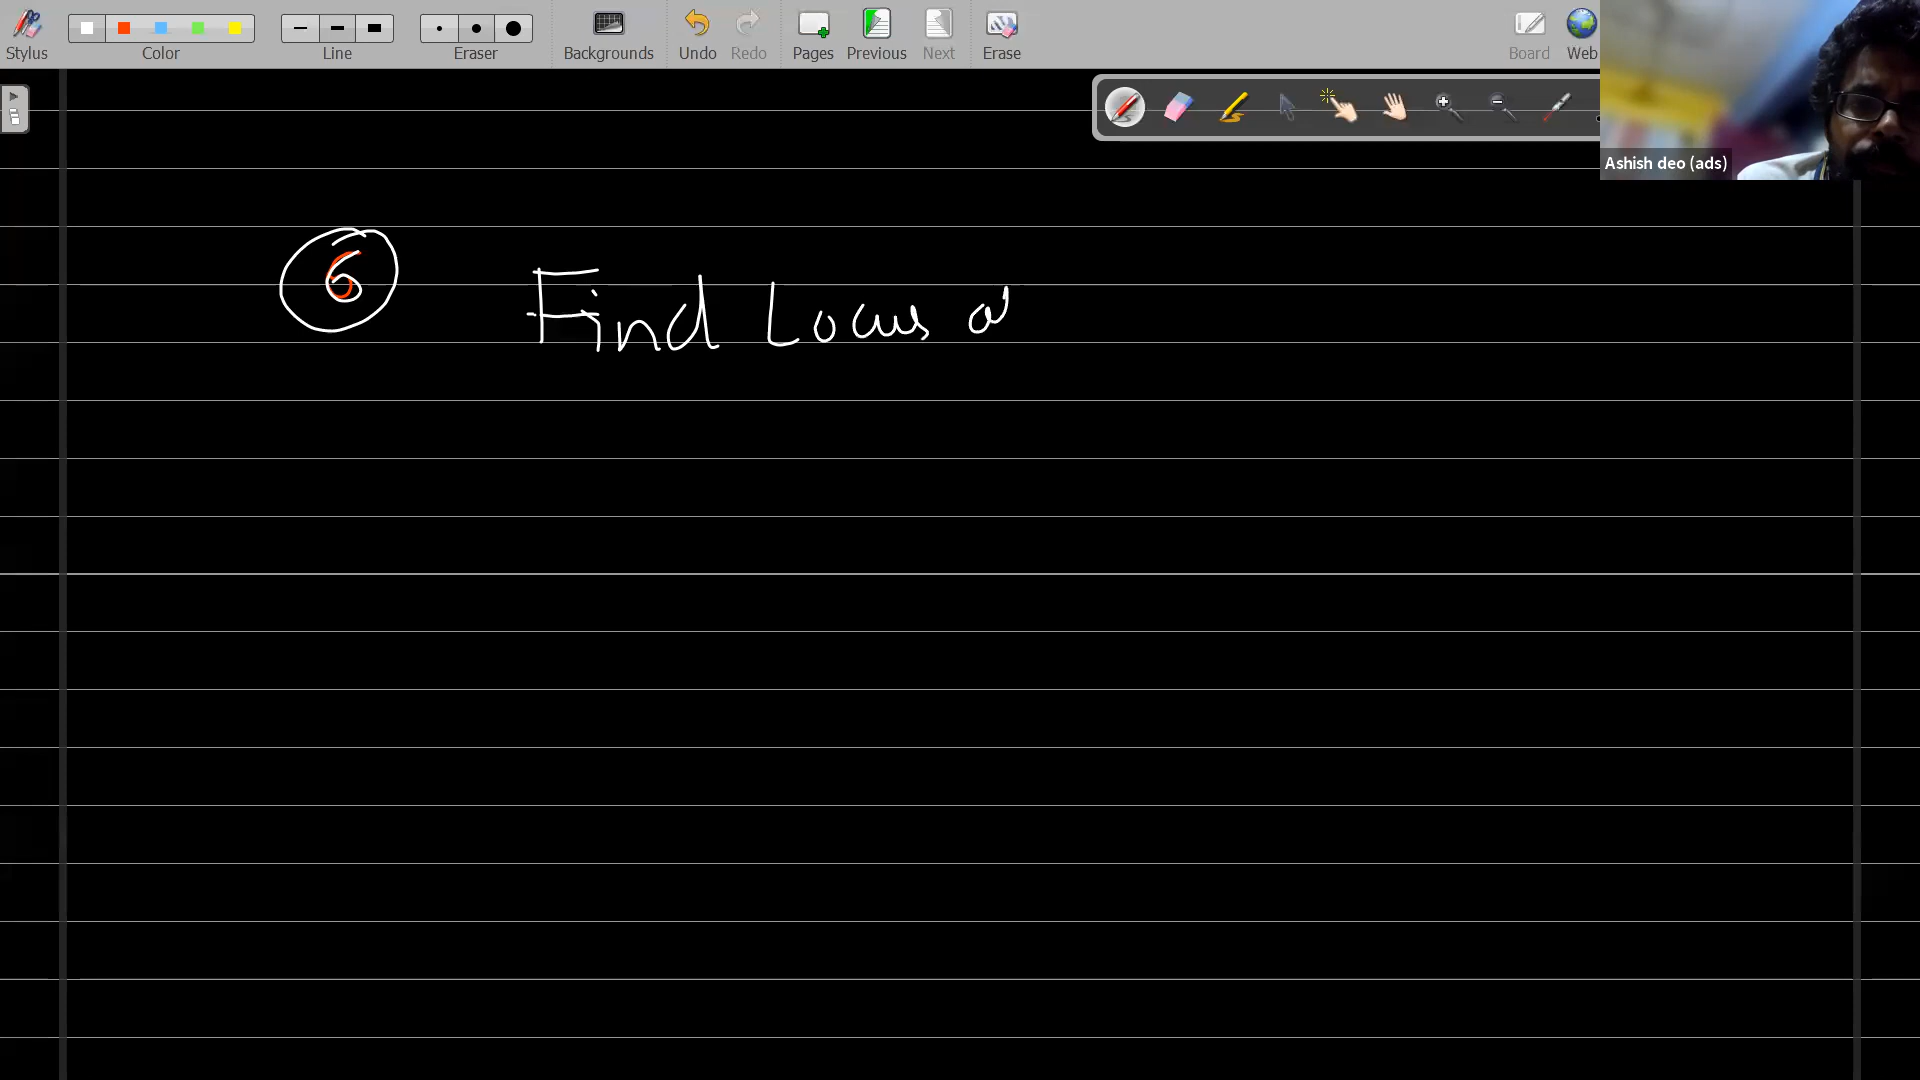 Stylus Color Line Eraser Backgrounds Undo Redo Pages Previous Next Erase Board Web
Ashish deo (ads)
6 Find Locus